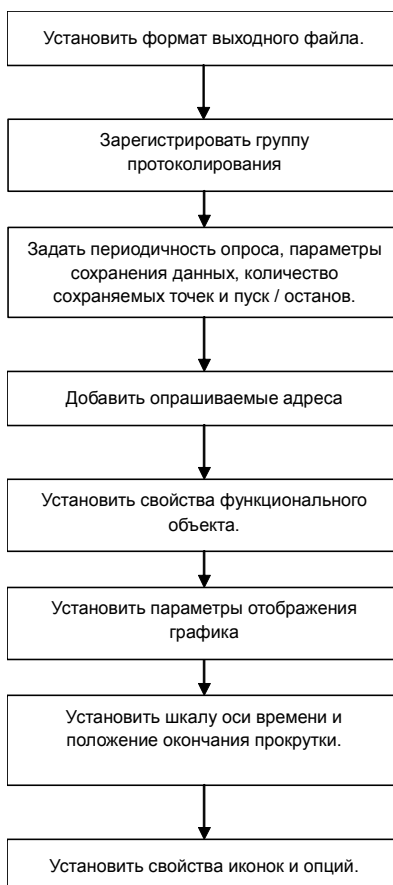 Установить формат выходного файла.
Зарегистрировать группу
протоколирования
Задать периодичность опроса, параметры
сохранения данных, количество
сохраняемых точек и пуск / останов.
Добавить опрашиваемые адреса
Установить свойства функционального
объекта.
Установить параметры отображения
графика
Установить шкалу оси времени и
положение окончания прокрутки.
Установить свойства иконок и опций.